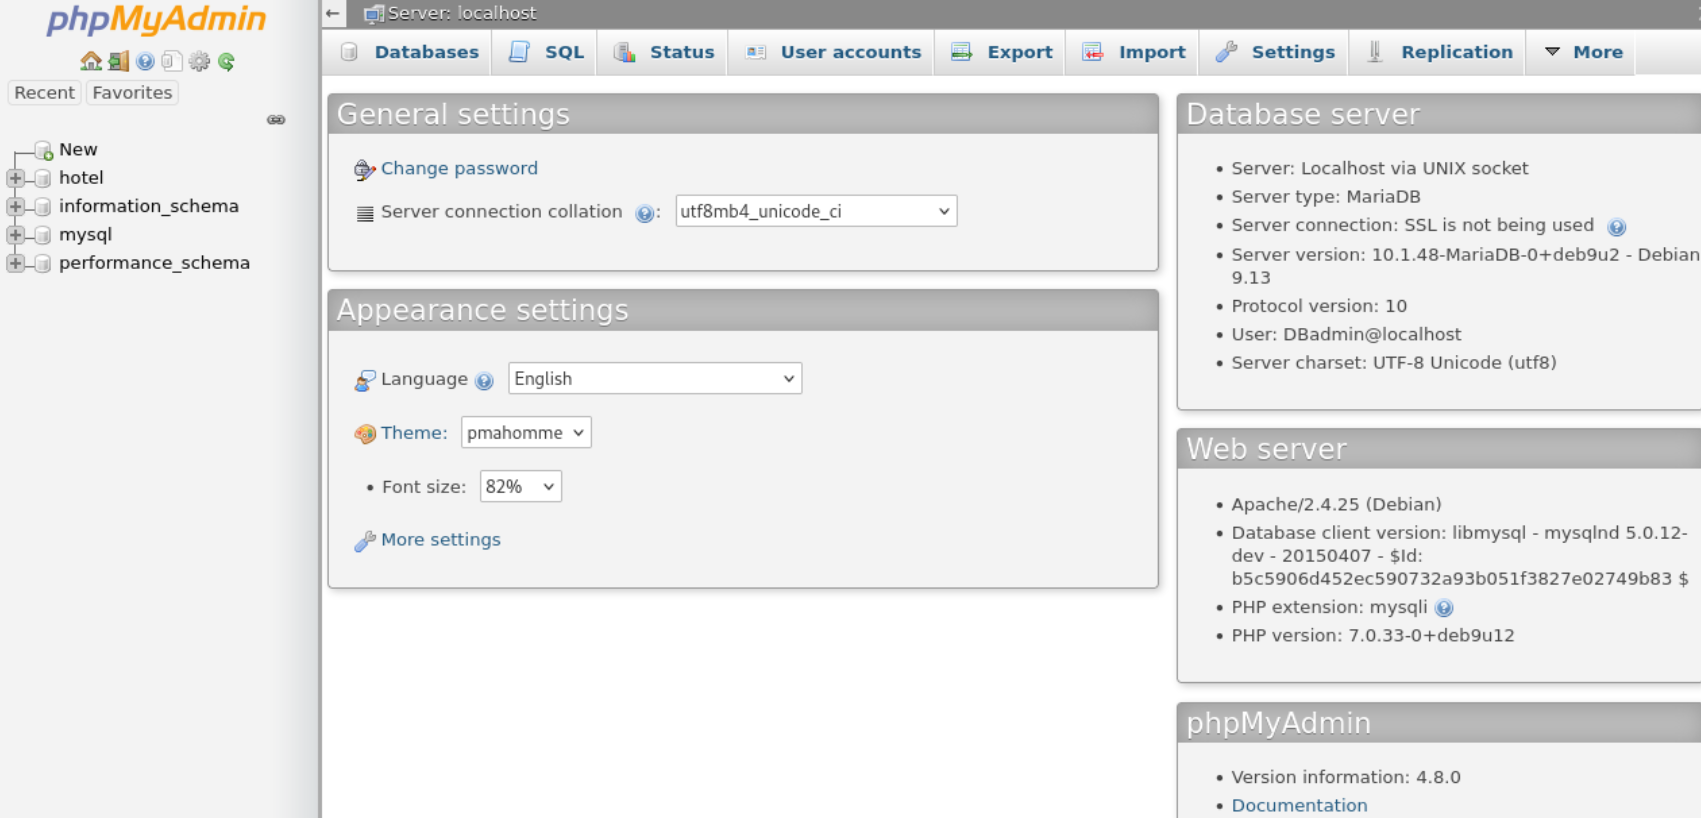 phpMyAdmin
Recent Favorites
New
hotel
information_schema
mysql
performance_schema
← Server: localhost
Databases SQL Status User accounts Export Import Settings Replication More
General settings
Change password
Server connection collation : utf8mb4_unicode_ci
Appearance settings
Language English
Theme: pmahomme
• Font size: 82%
More settings
Database server
• Server: Localhost via UNIX socket
• Server type: MariaDB
• Server connection: SSL is not being used
• Server version: 10.1.48-MariaDB-0+deb9u2 - Debian
9.13
• Protocol version: 10
• User: DBadmin@localhost
• Server charset: UTF-8 Unicode (utf8)
Web server
• Apache/2.4.25 (Debian)
• Database client version: libmysql - mysqlnd 5.0.12-
dev - 20150407 - $Id:
b5c5906d452ec590732a93b051f3827e02749b83 $
• PHP extension: mysqli
• PHP version: 7.0.33-0+deb9u12
phpMyAdmin
• Version information: 4.8.0
• Documentation